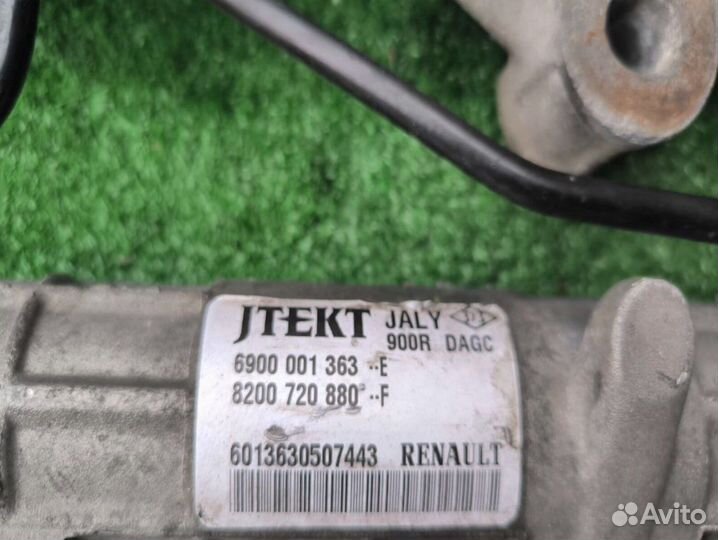 JTEKT JALY
900R DAGC
6900 001 363 --E
8200 720 880 --F
6013630507443 RENAULT
Avito